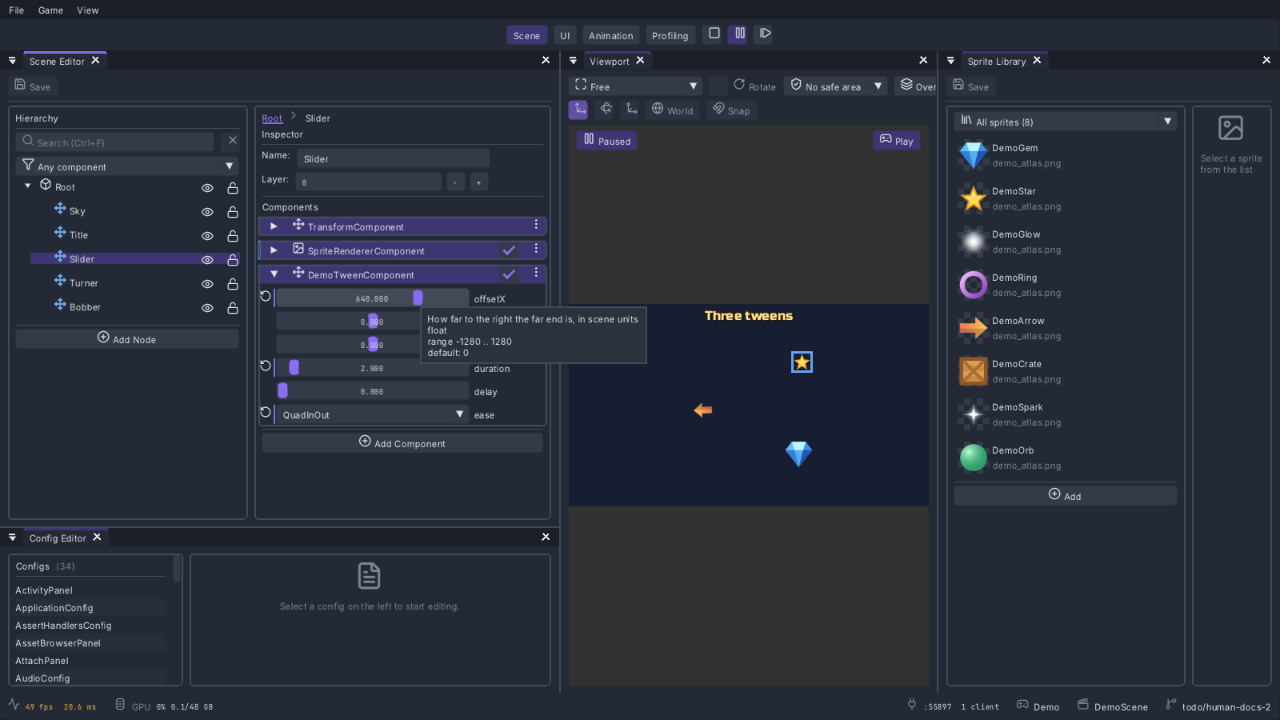 File Game View
Scene UI Animation Profiling
Scene Editor
Save
Hierarchy
Search (Ctrl+F)
Any component
Root
Sky
Title
Slider
Turner
Bobber
Add Node
Root Slider
Inspector
Name: Slider
Layer: 8
Components
TransformComponent
SpriteRendererComponent
DemoTweenComponent
640.000 offsetX
How far to the right the far end is, in scene units
float
range -1280 .. 1280
default: 0
2.000 duration
0.000 delay
QuadInOut ease
Add Component
Config Editor
Configs (34)
ActivityPanel
ApplicationConfig
AssertHandlersConfig
AssetBrowserPanel
AttachPanel
AudioConfig
Select a config on the left to start editing.
Viewport
Free Rotate No safe area Over
World Snap
Paused Play
Three tweens
Sprite Library
Save
All sprites (8)
DemoGem
demo_atlas.png
DemoStar
demo_atlas.png
DemoGlow
demo_atlas.png
DemoRing
demo_atlas.png
DemoArrow
demo_atlas.png
DemoCrate
demo_atlas.png
DemoSpark
demo_atlas.png
DemoOrb
demo_atlas.png
Add
Select a sprite
from the list
49 fps 20.6 ms GPU 0% 0.1/48 GB :55897 1 client Demo DemoScene todo/human-docs-2